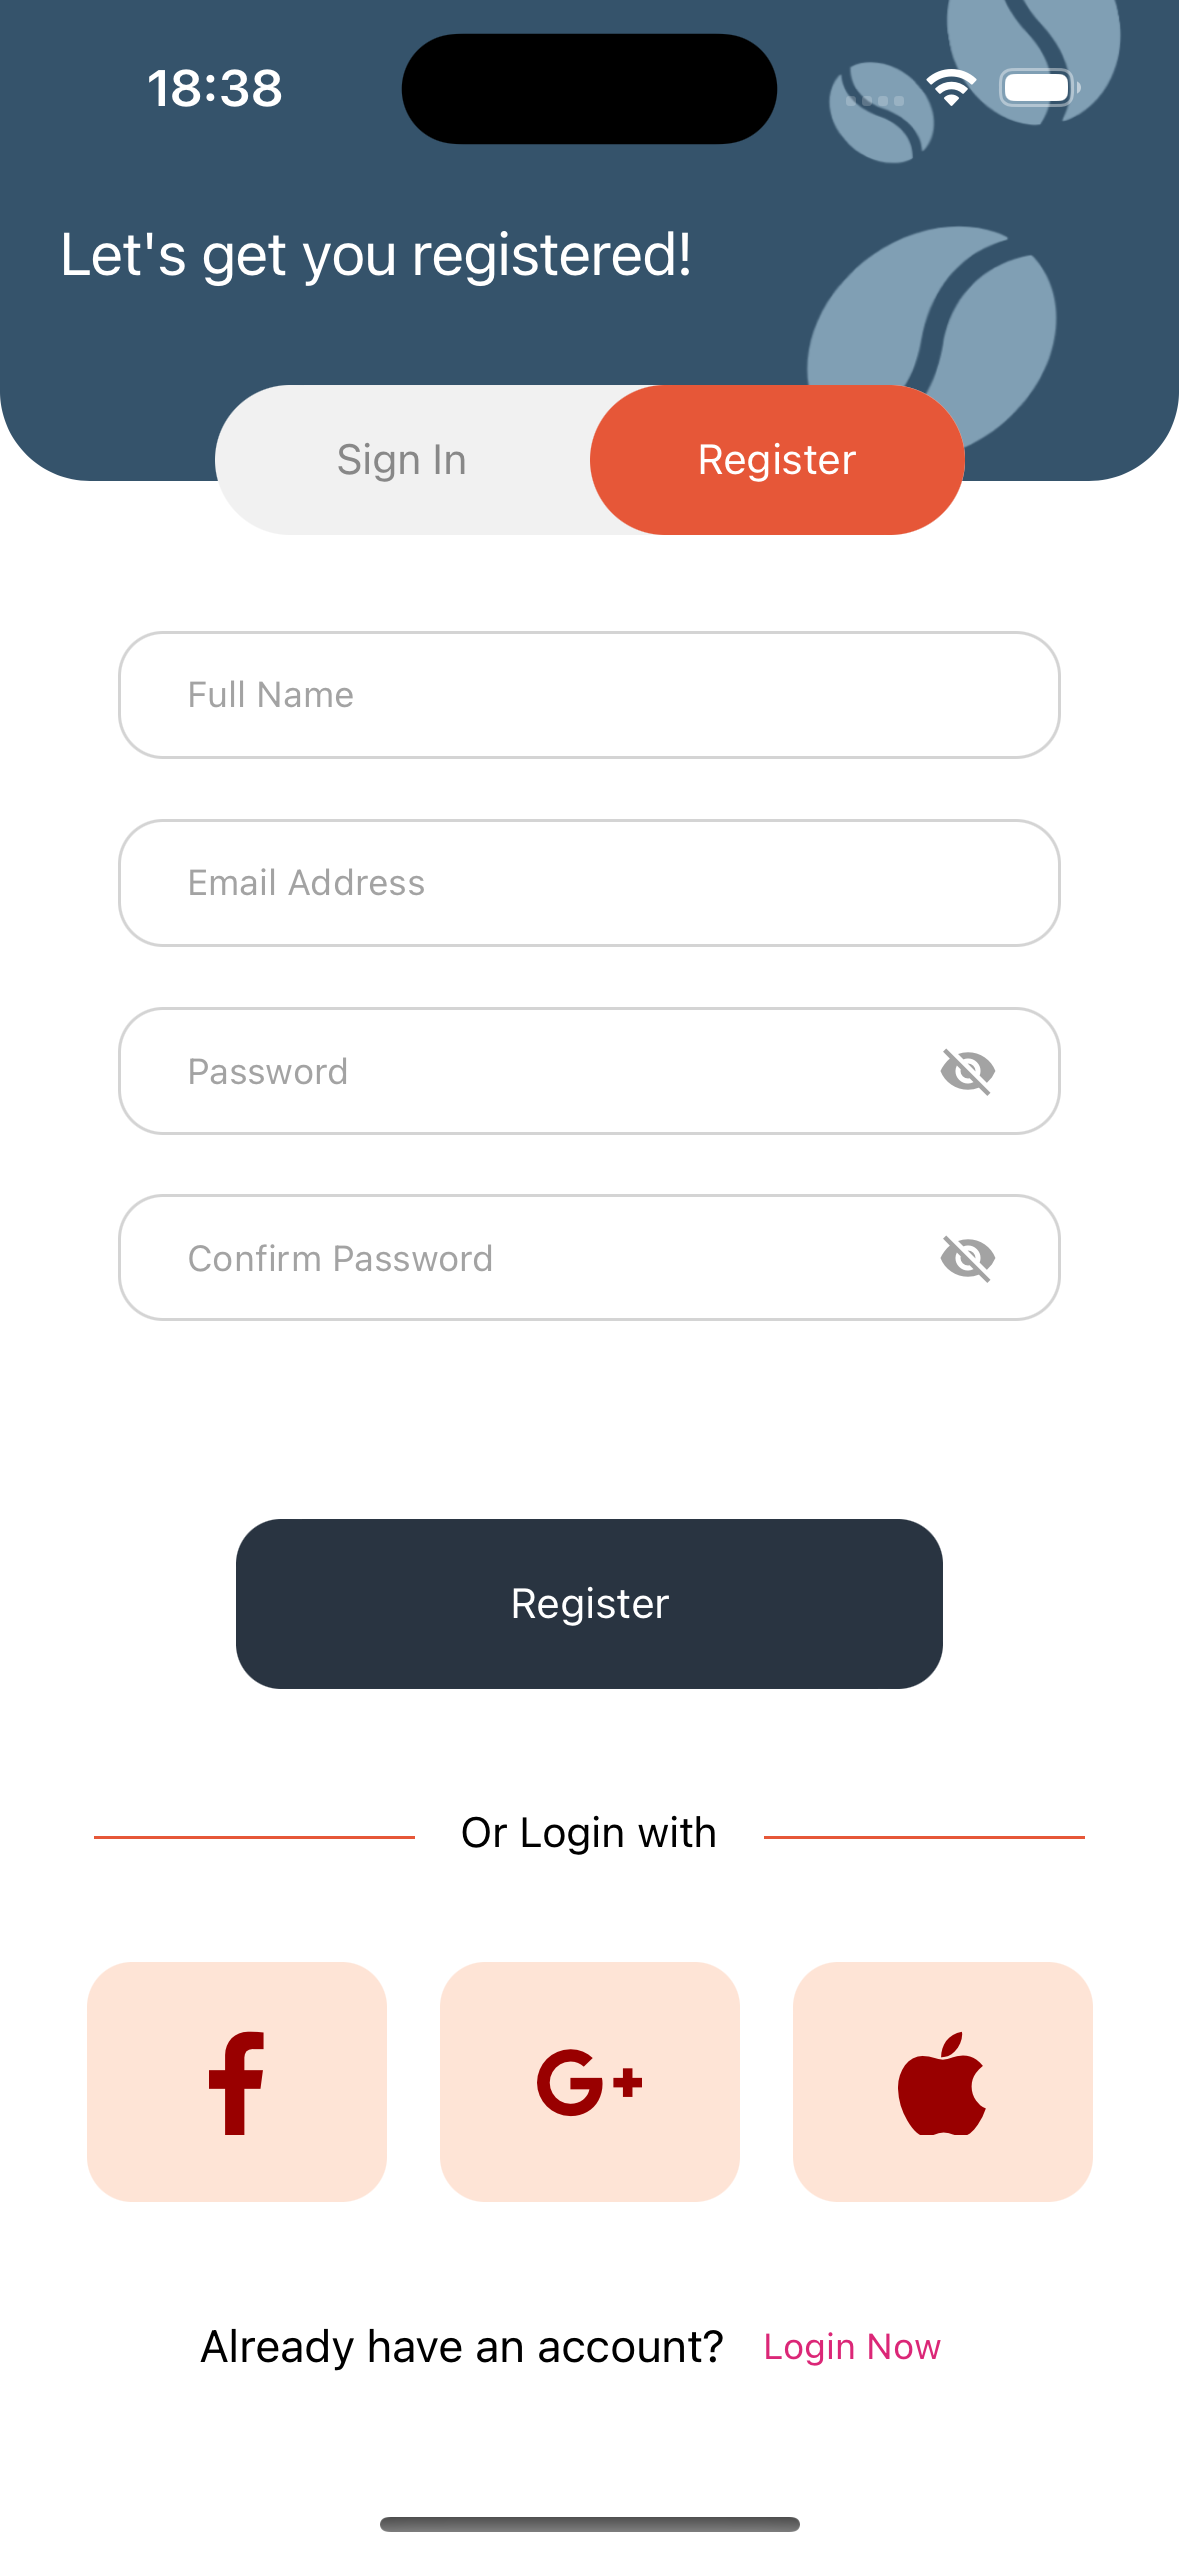 18:38
Let's get you registered!
Sign In
Register
Full Name
Email Address
Password
Confirm Password
Register
Or Login with
G+
Already have an account? Login Now